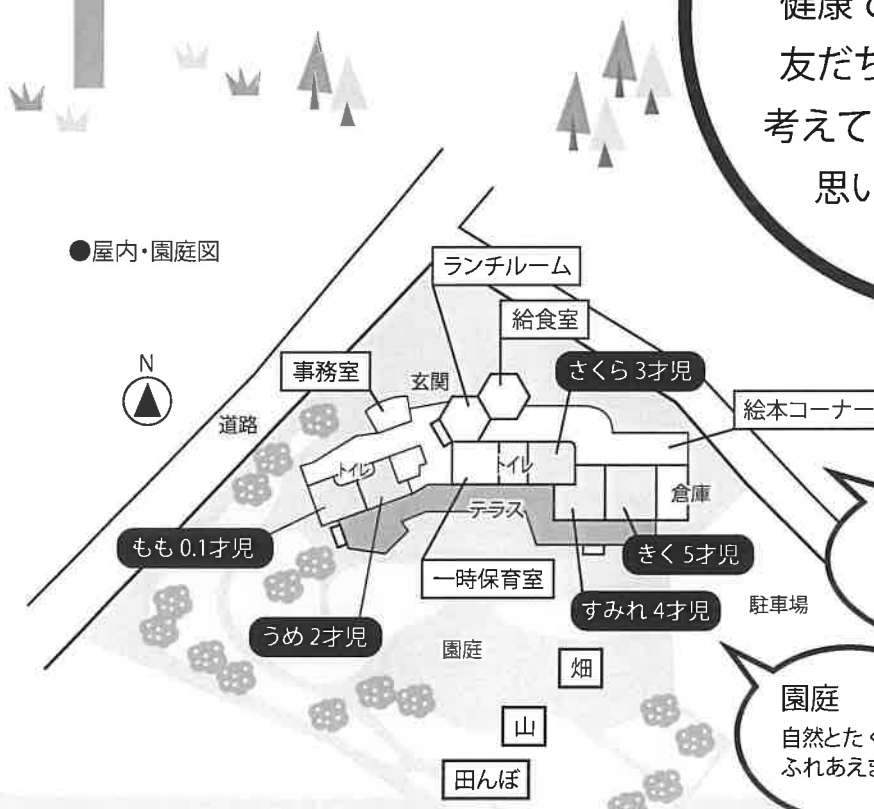 健康で
友だち
考えて
思い
●屋内・園庭図
ランチルーム
給食室
N
事務室
玄関
さくら 3才児
道路
絵本コーナー
トイレ
トイレ
倉庫
テラス
もも 0.1才児
きく 5才児
一時保育室
すみれ 4才児
駐車場
うめ 2才児
園庭
畑
園庭
自然とたく
ふれあえま
山
田んぼ